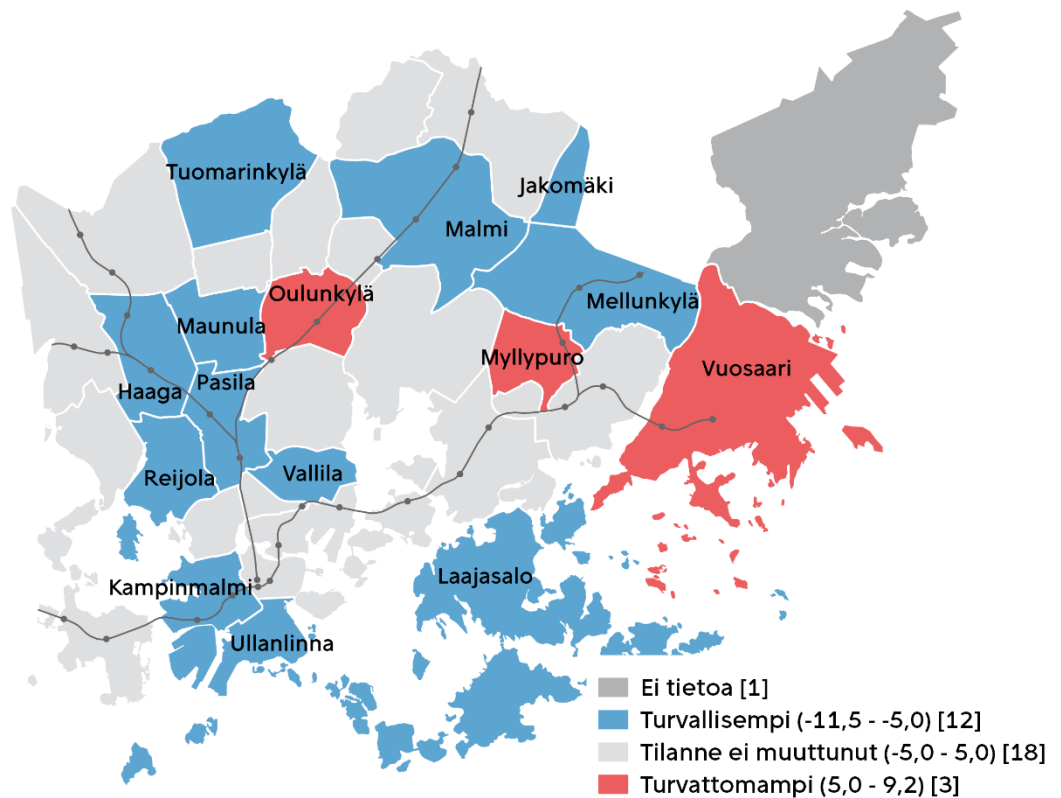 Tuomarinkylä
Jakomäki
Malmi
Oulunkylä
Mellunkylä
Maunula
Myllypuro
Vuosaari
Pasila
Haaga
Reijola
Vallila
Kampinmalmi
Laajasalo
Ullanlinna
Ei tietoa [1]
Turvallisempi (-11,5 - -5,0) [12]
Tilanne ei muuttunut (-5,0 - 5,0) [18]
Turvattomampi (5,0 - 9,2) [3]